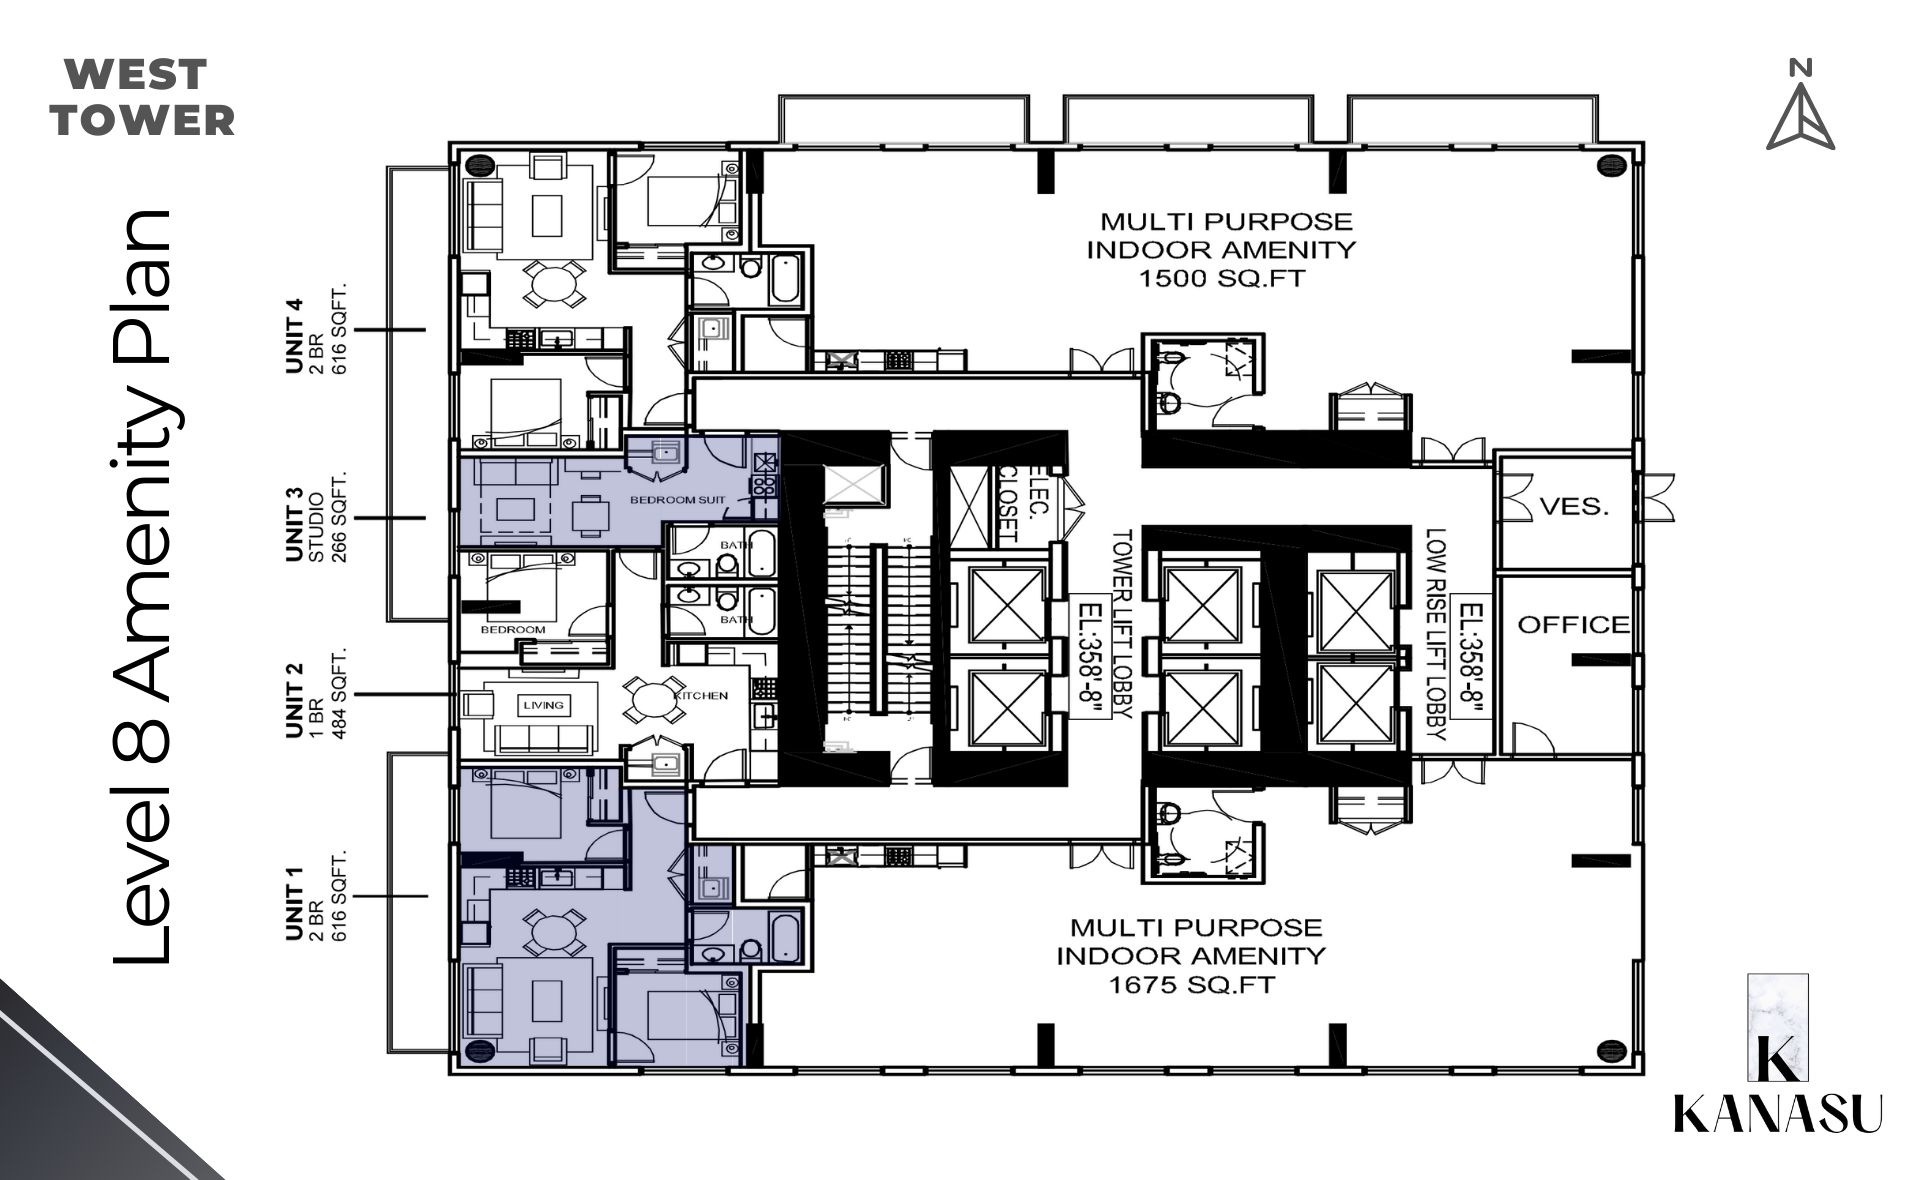 WEST
TOWER
N
Level 8 Amenity Plan
UNIT 4
2 BR
616 SQFT.
UNIT 3
STUDIO
266 SQFT.
UNIT 2
1 BR
484 SQFT.
UNIT 1
2 BR
616 SQFT.
MULTI PURPOSE
INDOOR AMENITY
1500 SQ.FT
BEDROOM SUIT
BATH
BATH
BEDROOM
LIVING
KITCHEN
ELEC.
CLOSET
TOWER LIFT LOBBY
EL:358'-8"
LOW RISE LIFT LOBBY
EL:358'-8"
VES.
OFFICE
MULTI PURPOSE
INDOOR AMENITY
1675 SQ.FT
K
KANASU